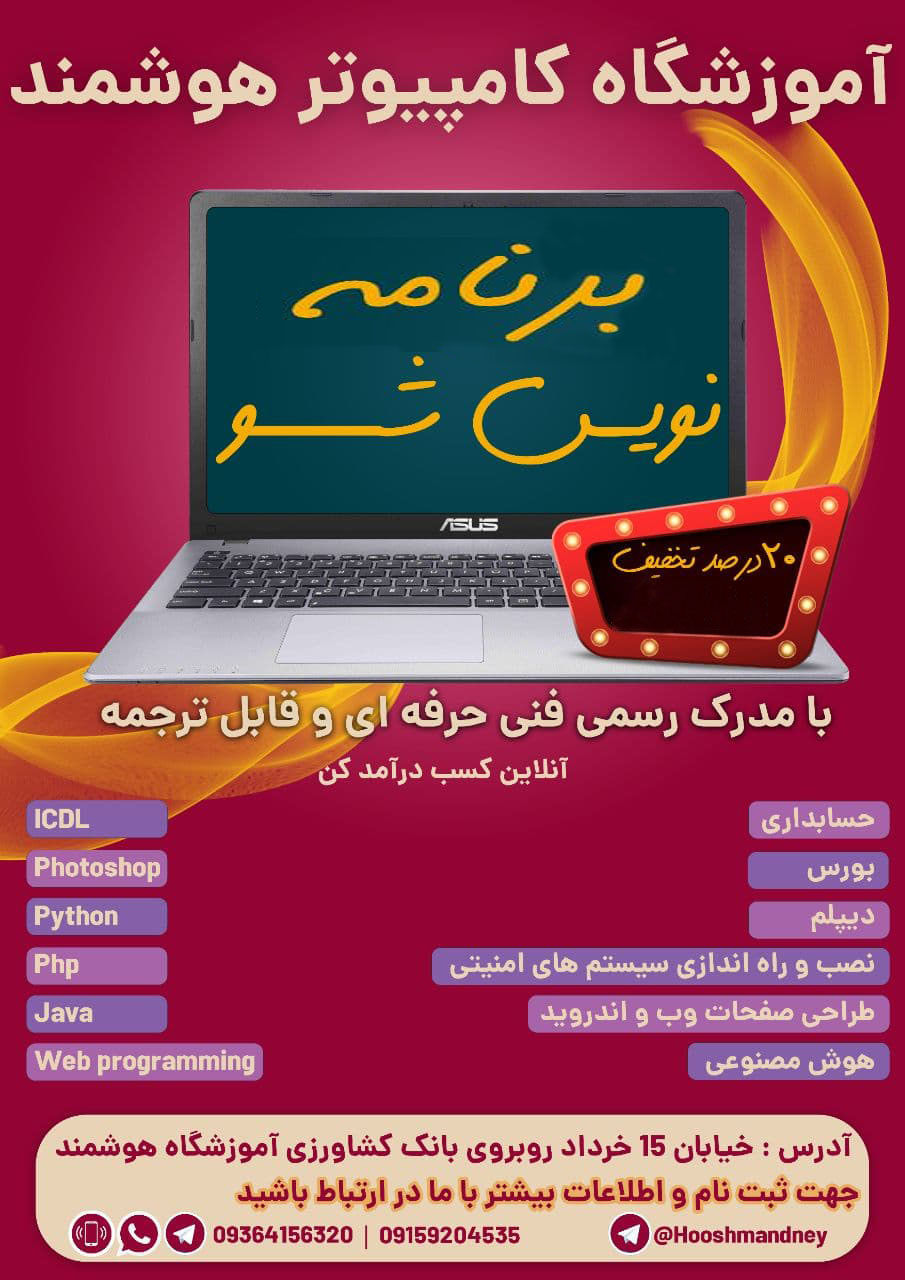 آموزشگاه کامپیوتر هوشمند
برنامه
نویس شو
ASUS
۲۰ درصد تخفیف
با مدرک رسمی فنی حرفه ای و قابل ترجمه
آنلاین کسب درآمد کن
حسابداری
بورس
دیپلم
نصب و راه اندازی سیستم های امنیتی
طراحی صفحات وب و اندروید
هوش مصنوعی
ICDL
Photoshop
Python
Php
Java
Web programming
آدرس : خیابان 15 خرداد روبروی بانک کشاورزی آموزشگاه هوشمند
جهت ثبت نام و اطلاعات بیشتر با ما در ارتباط باشید
09364156320 | 09159204535 @Hooshmandney